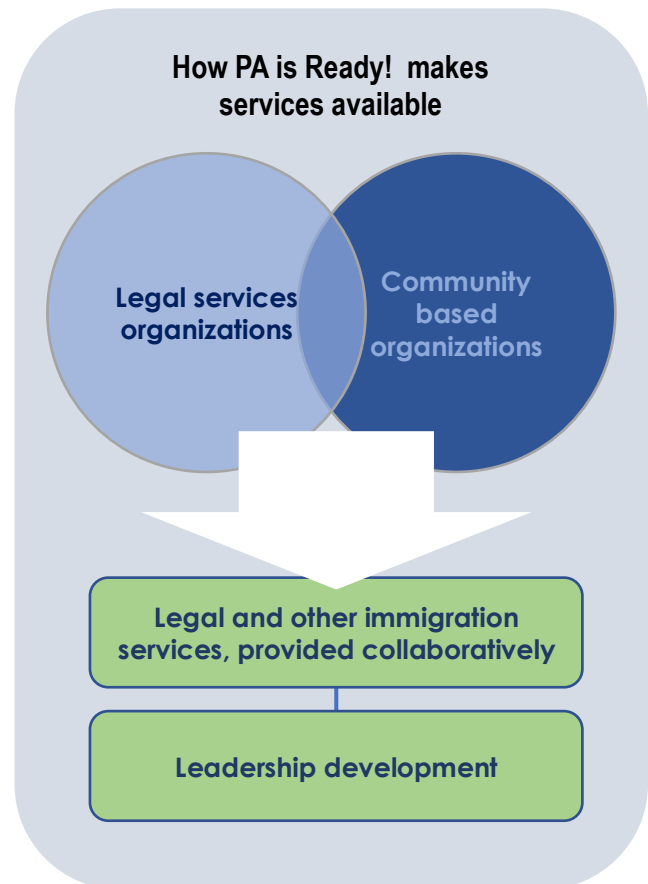 How PA is Ready!  makes
services available
Legal services
organizations
Community
based
organizations
Legal and other immigration
services, provided collaboratively
Leadership development